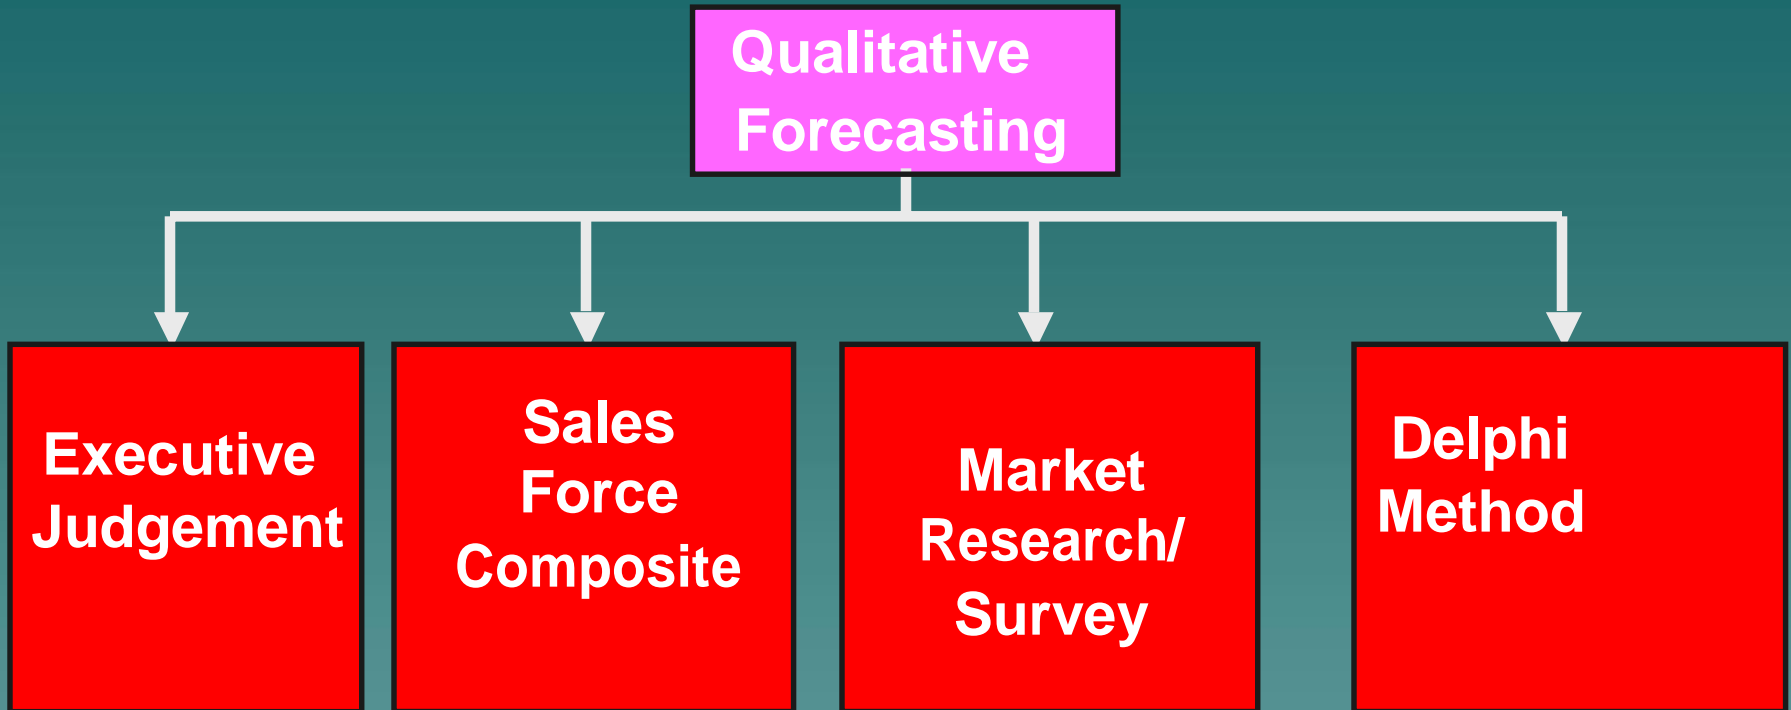 Qualitative
Forecasting
Executive
Judgement
Sales
Force
Composite
Market
Research/
Survey
Delphi
Method